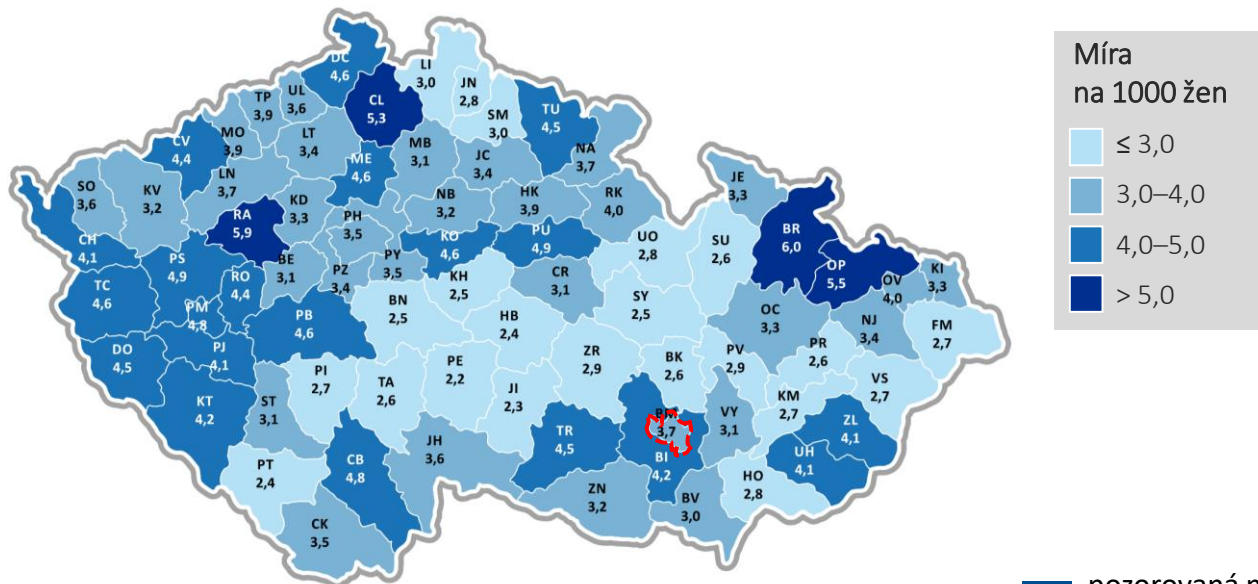 DC
4,6
LI
3,0
JN
2,8
SM
3,0
TU
4,5
NA
3,7
CL
5,3
UL
3,6
TP
3,9
MO
3,9
LT
3,4
CV
4,4
ME
4,6
MB
3,1
JC
3,4
LN
3,7
SO
3,6
KV
3,2
KD
3,3
NB
3,2
HK
3,9
RK
4,0
JE
3,3
RA
5,9
PH
3,5
CH
4,1
PS
4,9
BE
3,1
PZ
3,4
PY
3,5
KO
4,6
PU
4,9
UO
2,8
SU
2,6
BR
6,0
OP
5,5
OV
4,0
KI
3,3
RO
4,4
KH
2,5
CR
3,1
TC
4,6
PM
4,8
PB
4,6
BN
2,5
HB
2,4
SY
2,5
OC
3,3
NJ
3,4
FM
2,7
PJ
4,1
DO
4,5
PR
2,6
PE
2,2
ZR
2,9
BK
2,6
PV
2,9
PI
2,7
TA
2,6
JI
2,3
VS
2,7
KT
4,2
ST
3,1
KM
2,7
BM
3,7
VY
3,1
ZL
4,1
TR
4,5
JH
3,6
BI
4,2
UH
4,1
CB
4,8
PT
2,4
HO
2,8
ZN
3,2
BV
3,0
CK
3,5
Míra
na 1000 žen
≤ 3,0
3,0–4,0
4,0–5,0
> 5,0